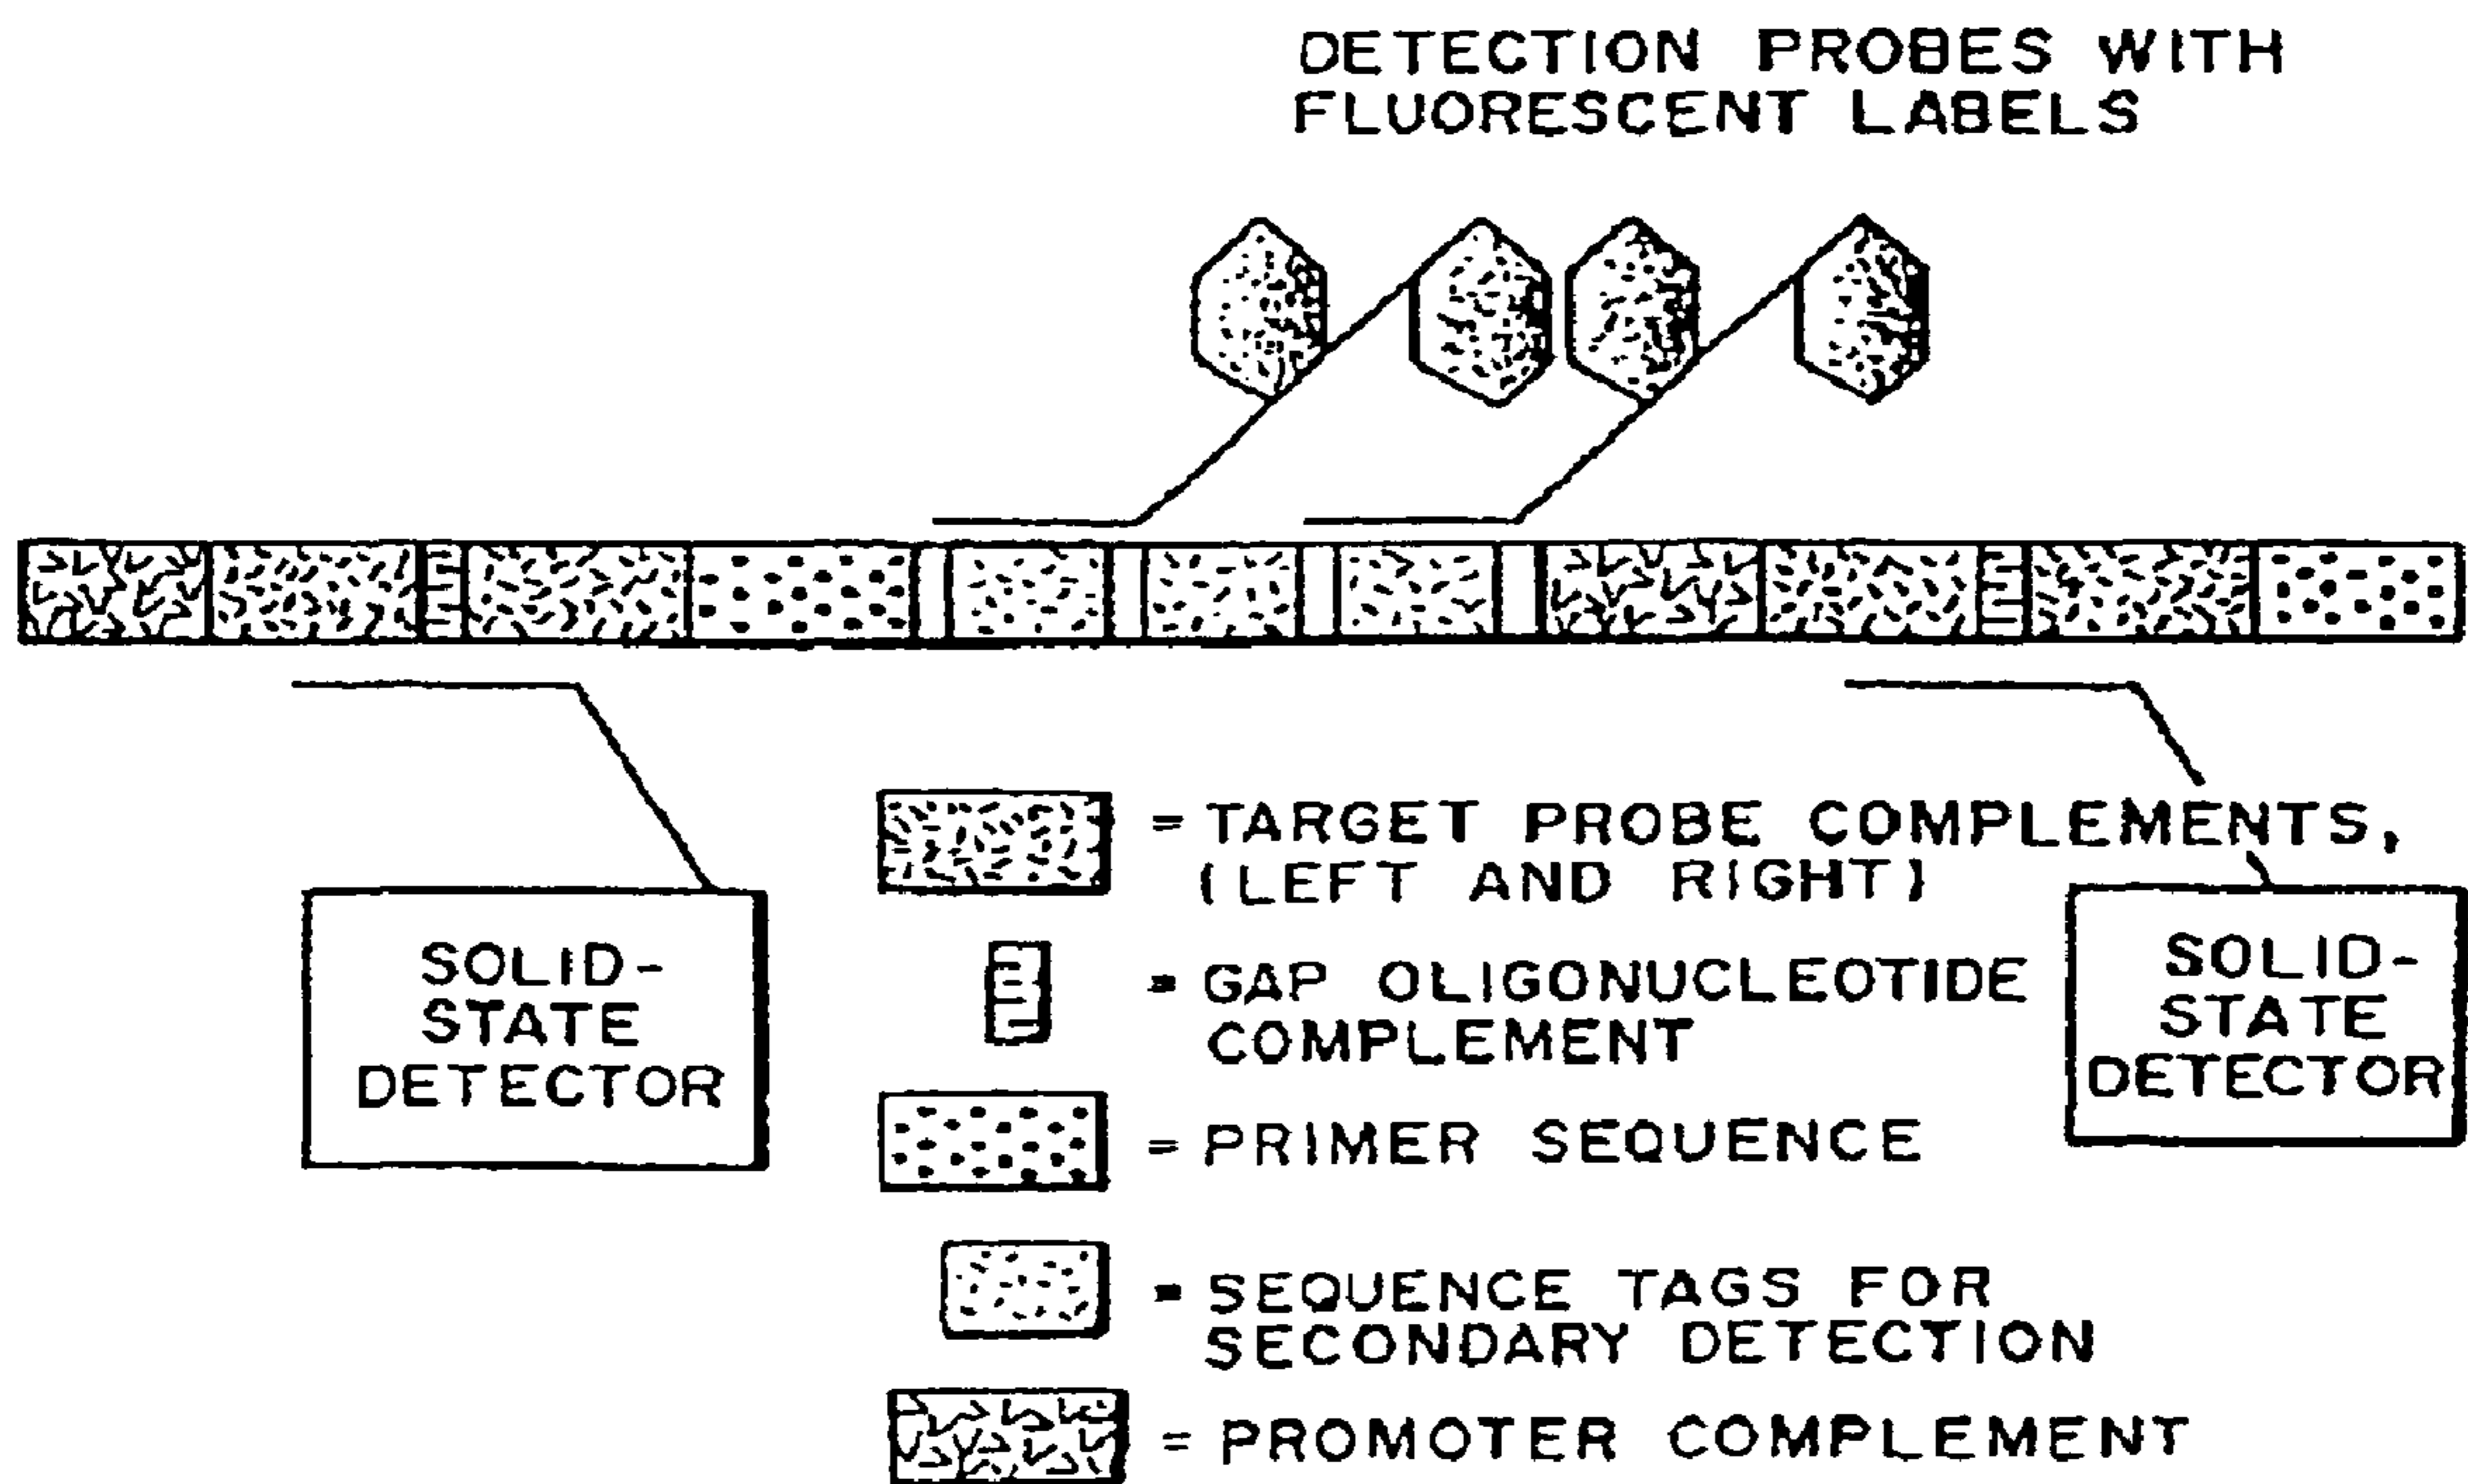 DETECTION PROBES WITH
FLUORESCENT LABELS
= TARGET PROBE COMPLEMENTS,
(LEFT AND RIGHT)
SOLID-
STATE
DETECTOR
= GAP OLIGONUCLEOTIDE
COMPLEMENT
SOLID-
STATE
DETECTOR
= PRIMER SEQUENCE
= SEQUENCE TAGS FOR
SECONDARY DETECTION
= PROMOTER COMPLEMENT